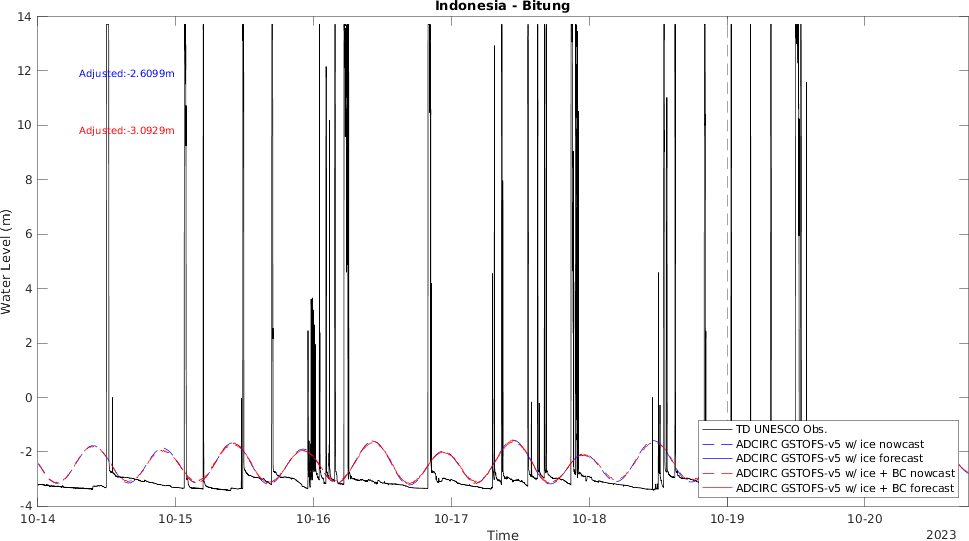 Indonesia - Bitung
14
12
10
8
6
4
2
0
-2
-4
Water Level (m)
Adjusted:-2.6099m
Adjusted:-3.0929m
TD UNESCO Obs.
ADCIRC GSTOFS-v5 w/ ice nowcast
ADCIRC GSTOFS-v5 w/ ice forecast
ADCIRC GSTOFS-v5 w/ ice + BC nowcast
ADCIRC GSTOFS-v5 w/ ice + BC forecast
10-14 10-15 10-16 10-17 10-18 10-19 10-20
Time
2023